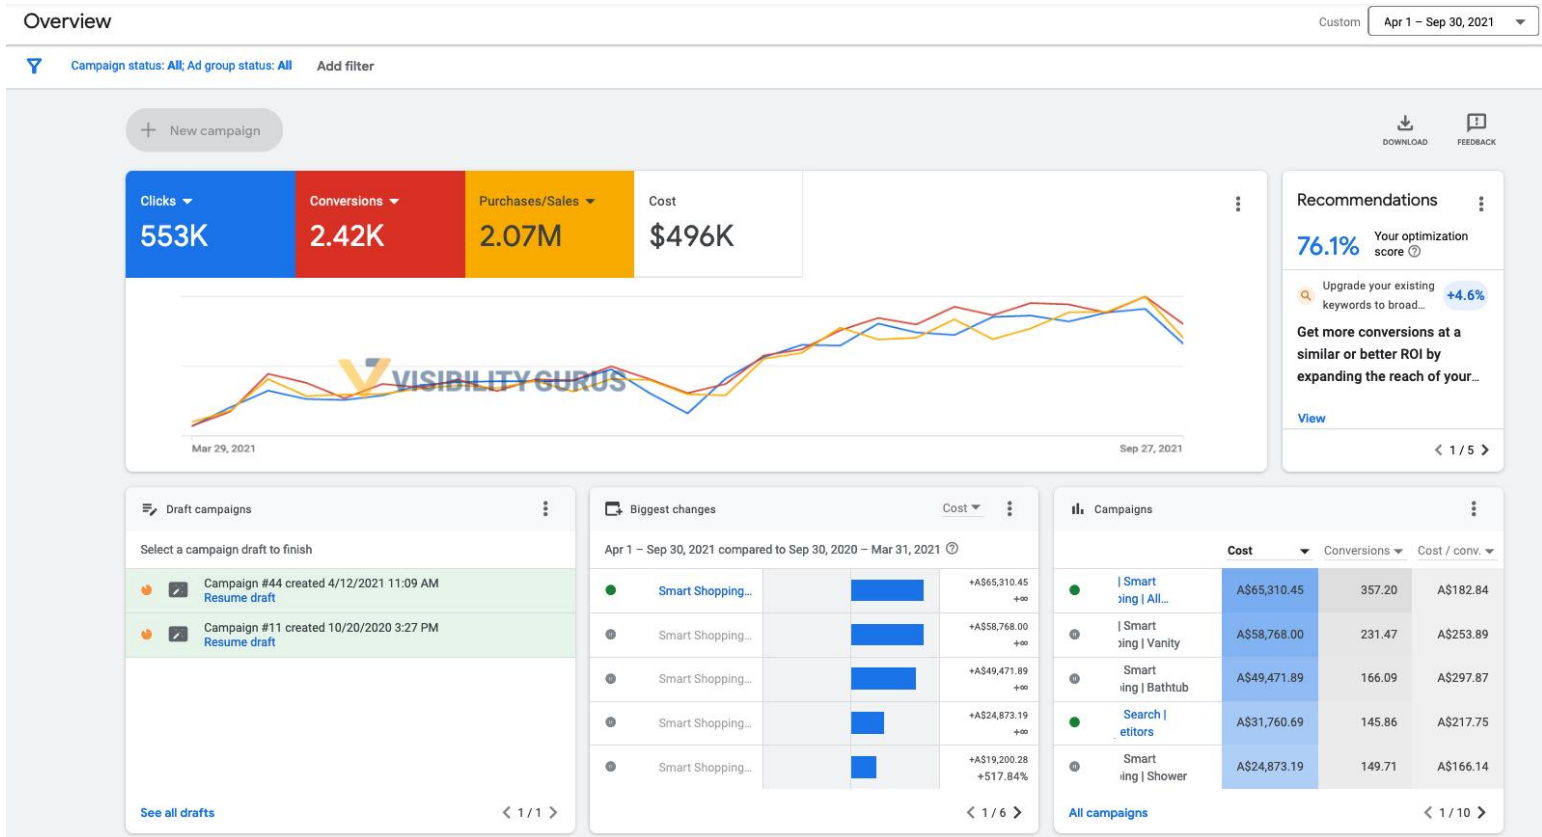 Overview
Custom
Apr 1 – Sep 30, 2021
Campaign status: All; Ad group status: All
Add filter
New campaign
DOWNLOAD
FEEDBACK
Clicks
553K
Conversions
2.42K
Purchases/Sales
2.07M
Cost
$496K
VISIBILITY GURUS
Mar 29, 2021
Sep 27, 2021
Recommendations
76.1%
Your optimization
score
Upgrade your existing
keywords to broad...
+4.6%
Get more conversions at a
similar or better ROI by
expanding the reach of your...
View
1 / 5
Draft campaigns
Select a campaign draft to finish
Campaign #44 created 4/12/2021 11:09 AM
Resume draft
Campaign #11 created 10/20/2020 3:27 PM
Resume draft
See all drafts
1 / 1
Biggest changes
Cost
Apr 1 – Sep 30, 2021 compared to Sep 30, 2020 – Mar 31, 2021
Smart Shopping...
+A$65,310.45
+∞
Smart Shopping...
+A$58,768.00
+∞
Smart Shopping...
+A$49,471.89
+∞
Smart Shopping...
+A$24,873.19
+∞
Smart Shopping...
+A$19,200.28
+517.84%
1 / 6
Campaigns
Cost
Conversions
Cost / conv.
| Smart
ping | All...
A$65,310.45
357.20
A$182.84
| Smart
ping | Vanity
A$58,768.00
231.47
A$253.89
Smart
ing | Bathtub
A$49,471.89
166.09
A$297.87
Search |
etitors
A$31,760.69
145.86
A$217.75
Smart
ing | Shower
A$24,873.19
149.71
A$166.14
All campaigns
1 / 10